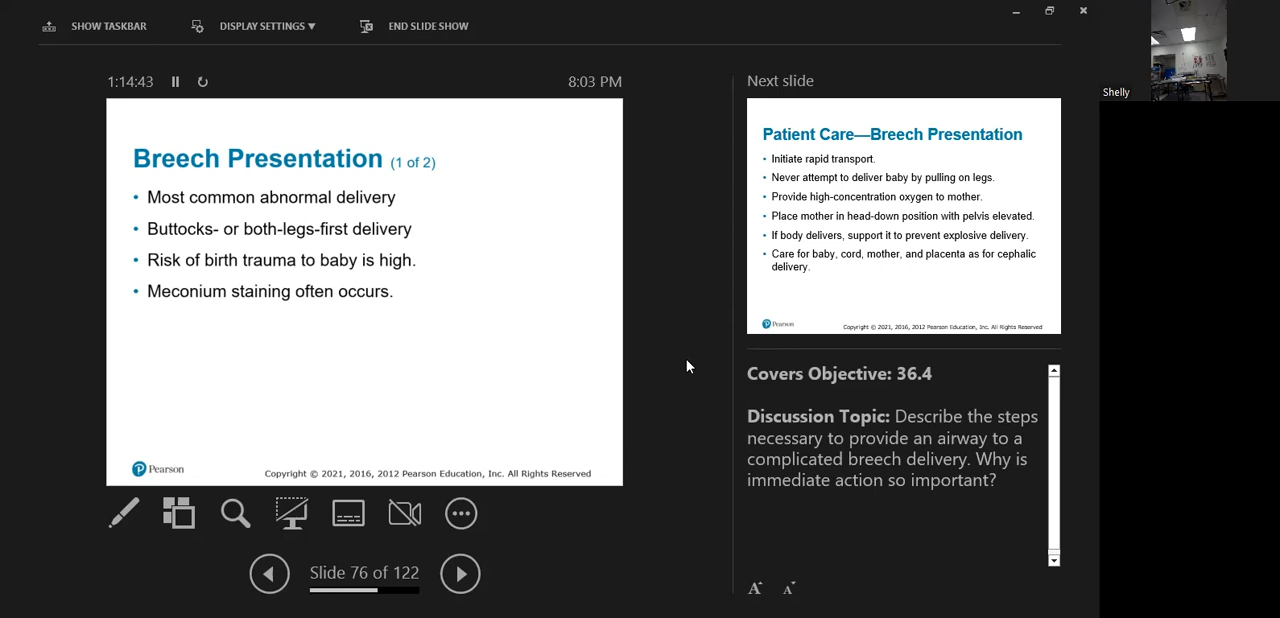 SHOW TASKBAR
DISPLAY SETTINGS ▼
END SLIDE SHOW
1:14:43
8:03 PM
Breech Presentation (1 of 2)
• Most common abnormal delivery
• Buttocks- or both-legs-first delivery
• Risk of birth trauma to baby is high.
• Meconium staining often occurs.
Pearson
Copyright © 2021, 2016, 2012 Pearson Education, Inc. All Rights Reserved
Slide 76 of 122
Next slide
Patient Care—Breech Presentation
• Initiate rapid transport.
• Never attempt to deliver baby by pulling on legs.
• Provide high-concentration oxygen to mother.
• Place mother in head-down position with pelvis elevated.
• If body delivers, support it to prevent explosive delivery.
• Care for baby, cord, mother, and placenta as for cephalic
delivery.
Pearson
Copyright © 2021, 2016, 2012 Pearson Education, Inc. All Rights Reserved
Covers Objective: 36.4
Discussion Topic: Describe the steps
necessary to provide an airway to a
complicated breech delivery. Why is
immediate action so important?
A A
Shelly